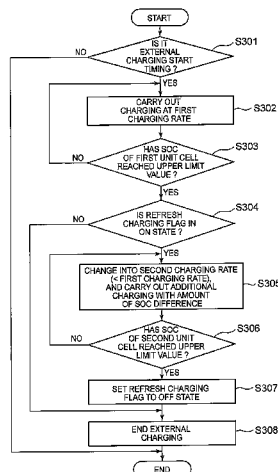 START
S301
IS IT
EXTERNAL
CHARGING START
TIMING ?
NO
YES
S302
CARRY OUT
CHARGING AT FIRST
CHARGING RATE
S303
HAS SOC
OF FIRST UNIT CELL
REACHED UPPER LIMIT
VALUE ?
NO
YES
S304
IS REFRESH
CHARGING FLAG IN
ON STATE ?
NO
YES
CHANGE INTO SECOND CHARGING RATE
(< FIRST CHARGING RATE),
AND CARRY OUT ADDITIONAL
CHARGING WITH AMOUNT
OF SOC DIFFERENCE
S305
S306
HAS SOC
OF SECOND UNIT
CELL REACHED UPPER
LIMIT VALUE ?
NO
YES
S307
SET REFRESH CHARGING
FLAG TO OFF STATE
S308
END EXTERNAL
CHARGING
END